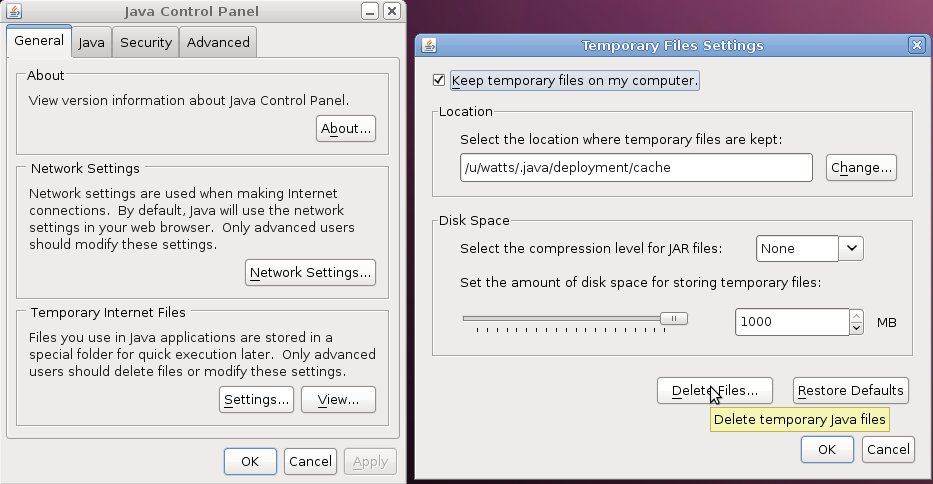 Java Control Panel
General
Java
Security
Advanced
About
View version information about Java Control Panel.
About...
Network Settings
Network settings are used when making Internet
connections.  By default, Java will use the network
settings in your web browser.  Only advanced users
should modify these settings.
Network Settings...
Temporary Internet Files
Files you use in Java applications are stored in a
special folder for quick execution later.  Only advanced
users should delete files or modify these settings.
Settings...
View...
OK
Cancel
Apply
Temporary Files Settings
Keep temporary files on my computer.
Location
Select the location where temporary files are kept:
/u/watts/.java/deployment/cache
Change...
Disk Space
Select the compression level for JAR files:
None
Set the amount of disk space for storing temporary files:
1000
MB
Delete Files...
Restore Defaults
Delete temporary Java files
OK
Cancel